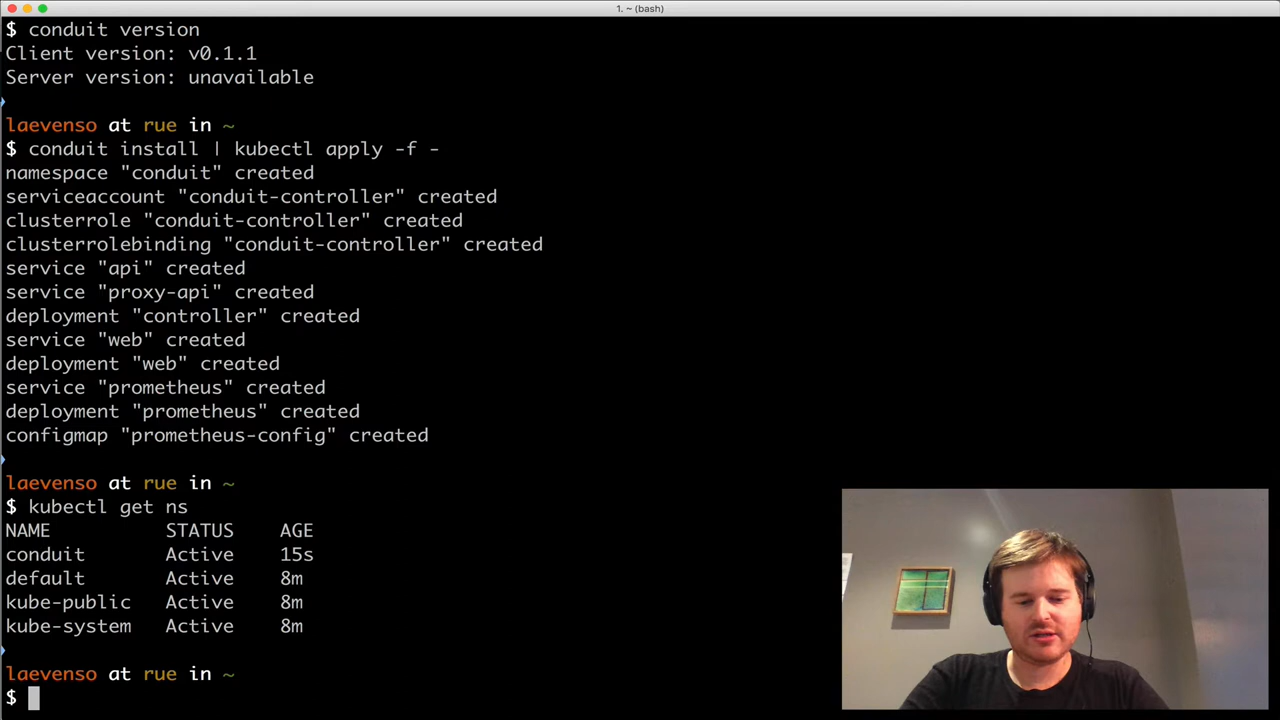 1. ~ (bash)
$ conduit version
Client version: v0.1.1
Server version: unavailable
laevenso at rue in ~
$ conduit install | kubectl apply -f -
namespace "conduit" created
serviceaccount "conduit-controller" created
clusterrole "conduit-controller" created
clusterrolebinding "conduit-controller" created
service "api" created
service "proxy-api" created
deployment "controller" created
service "web" created
deployment "web" created
service "prometheus" created
deployment "prometheus" created
configmap "prometheus-config" created
laevenso at rue in ~
$ kubectl get ns
NAME STATUS AGE
conduit Active 15s
default Active 8m
kube-public Active 8m
kube-system Active 8m
laevenso at rue in ~
$